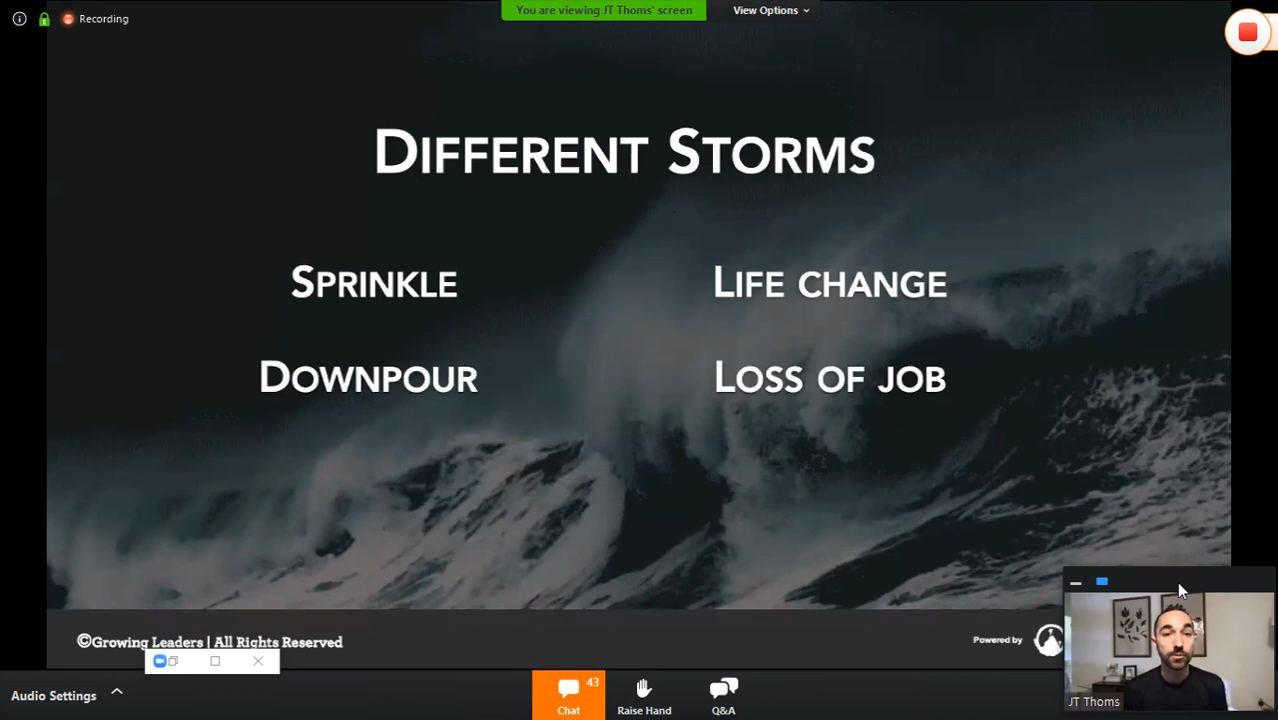 Recording
You are viewing JT Thoms' screen
View Options
DIFFERENT STORMS
SPRINKLE
LIFE CHANGE
DOWNPOUR
LOSS OF JOB
©Growing Leaders | All Rights Reserved
Powered by
JT Thoms
Audio Settings
43
Chat
Raise Hand
Q&A